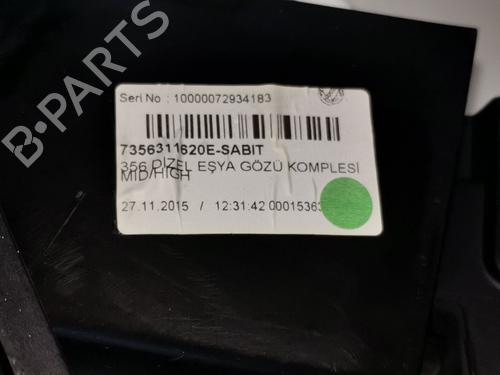 Seri No : 10000072934183
7356311620E-SABIT
356 DİZEL EŞYA GÖZÜ KOMPLESİ
MID/HIGH
27.11.2015 / 12:31:42 00015363
B-PARTS